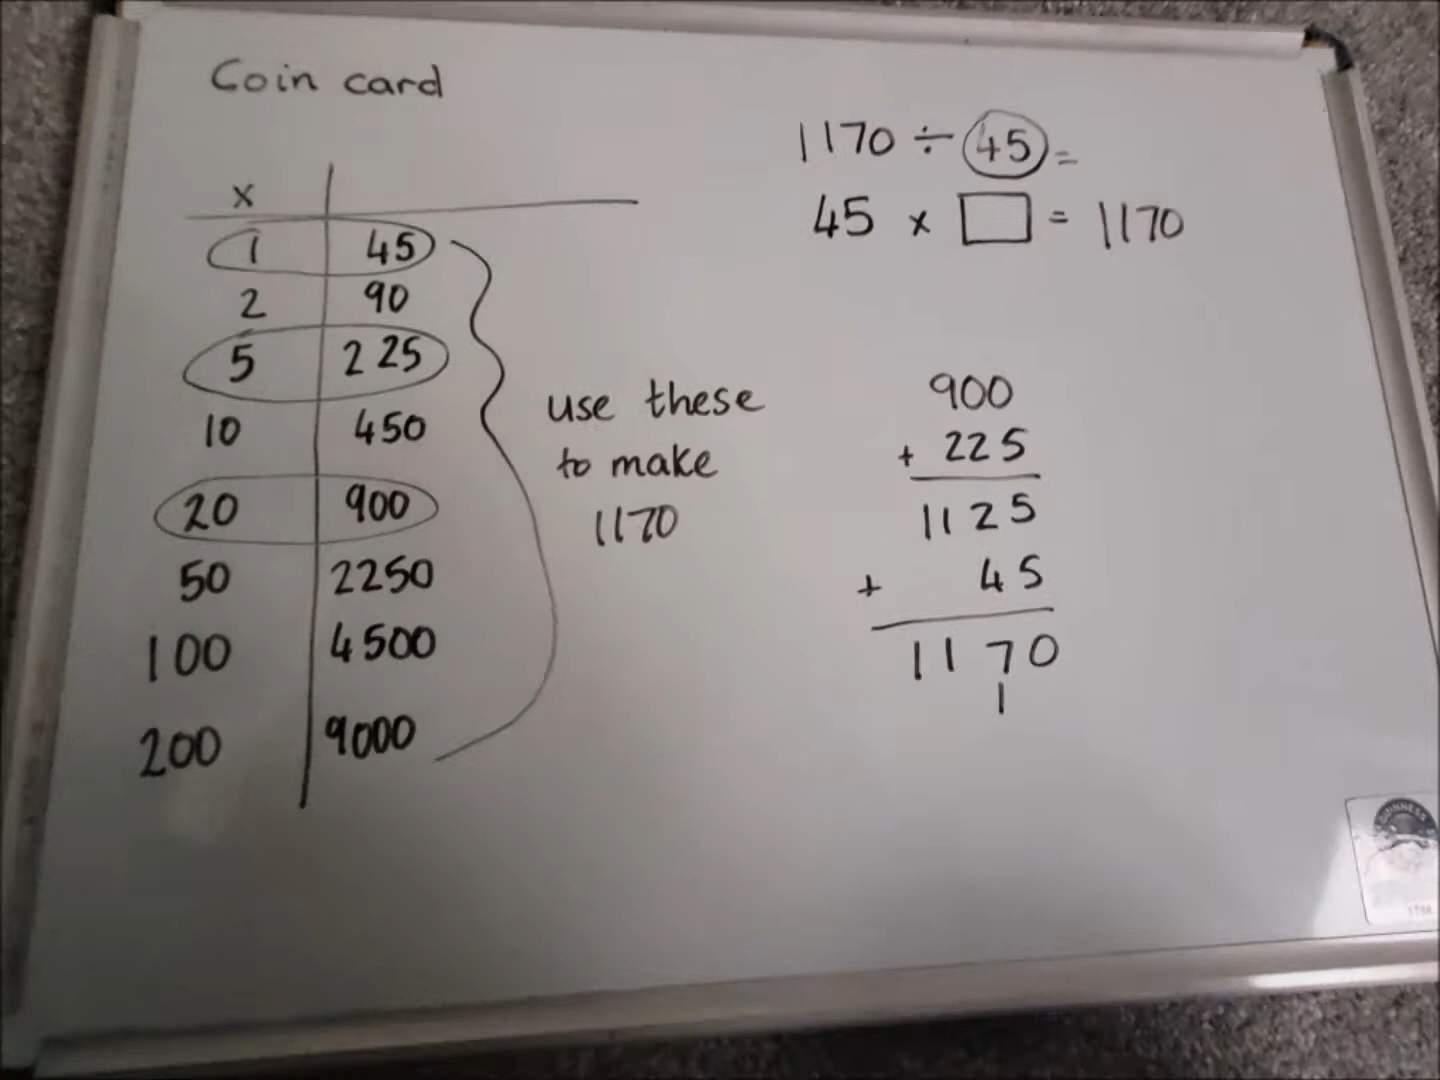 Coin card
x
1 45
2 90
5 225
10 450
20 900
50 2250
100 4500
200 9000
use these
to make
1170
1170 ÷ 45 =
45 x □ = 1170
900
+ 225
1125
+ 45
1170
1
GUINNESS